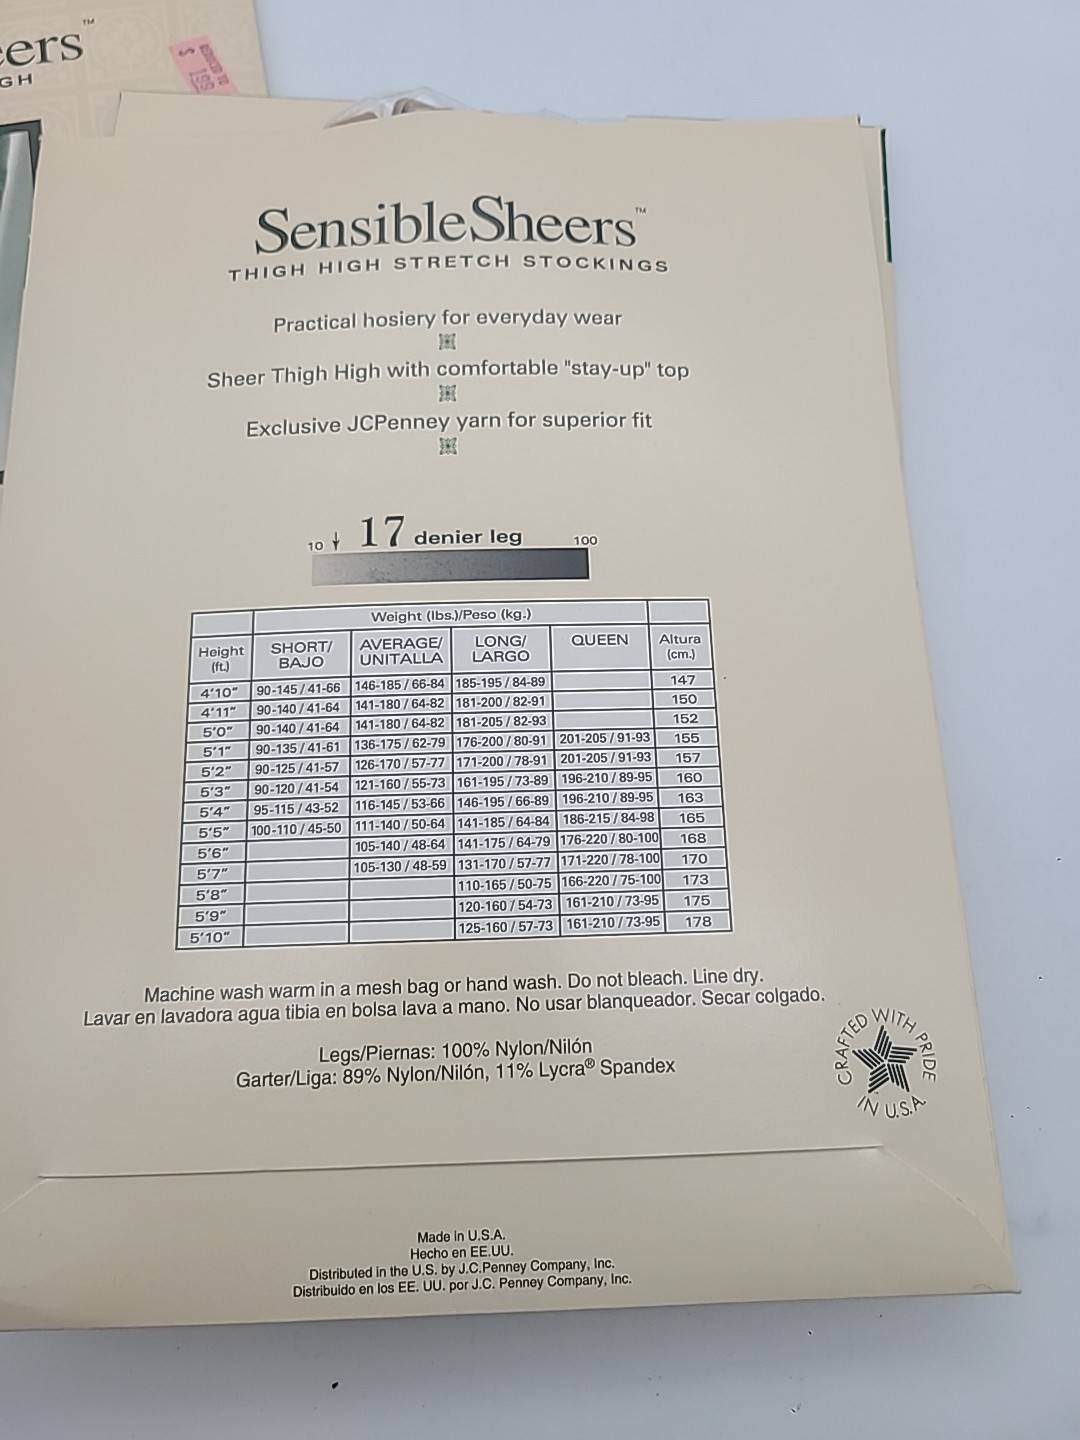 eers™
GH
REDUCED TO
$ 199
SensibleSheers™
THIGH HIGH STRETCH STOCKINGS
Practical hosiery for everyday wear
Sheer Thigh High with comfortable "stay-up" top
Exclusive JCPenney yarn for superior fit
10 17 denier leg 100
Weight (lbs.)/Peso (kg.)
Height (ft.) SHORT/BAJO AVERAGE/UNITALLA LONG/LARGO QUEEN Altura (cm.)
4'10" 90-145 / 41-66 146-185 / 66-84 185-195 / 84-89 147
4'11" 90-140 / 41-64 141-180 / 64-82 181-200 / 82-91 150
5'0" 90-140 / 41-64 141-180 / 64-82 181-205 / 82-93 152
5'1" 90-135 / 41-61 136-175 / 62-79 176-200 / 80-91 201-205 / 91-93 155
5'2" 90-125 / 41-57 126-170 / 57-77 171-200 / 78-91 201-205 / 91-93 157
5'3" 90-120 / 41-54 121-160 / 55-73 161-195 / 73-89 196-210 / 89-95 160
5'4" 95-115 / 43-52 116-145 / 53-66 146-195 / 66-89 196-210 / 89-95 163
5'5" 100-110 / 45-50 111-140 / 50-64 141-185 / 64-84 186-215 / 84-98 165
5'6" 105-140 / 48-64 141-175 / 64-79 176-220 / 80-100 168
5'7" 105-130 / 48-59 131-170 / 57-77 171-220 / 78-100 170
5'8" 110-165 / 50-75 166-220 / 75-100 173
5'9" 120-160 / 54-73 161-210 / 73-95 175
5'10" 125-160 / 57-73 161-210 / 73-95 178
Machine wash warm in a mesh bag or hand wash. Do not bleach. Line dry.
Lavar en lavadora agua tibia en bolsa lava a mano. No usar blanqueador. Secar colgado.
Legs/Piernas: 100% Nylon/Nilón
Garter/Liga: 89% Nylon/Nilón, 11% Lycra® Spandex
CRAFTED WITH PRIDE
IN U.S.A.
Made in U.S.A.
Hecho en EE.UU.
Distributed in the U.S. by J.C.Penney Company, Inc.
Distribuido en los EE. UU. por J.C. Penney Company, Inc.